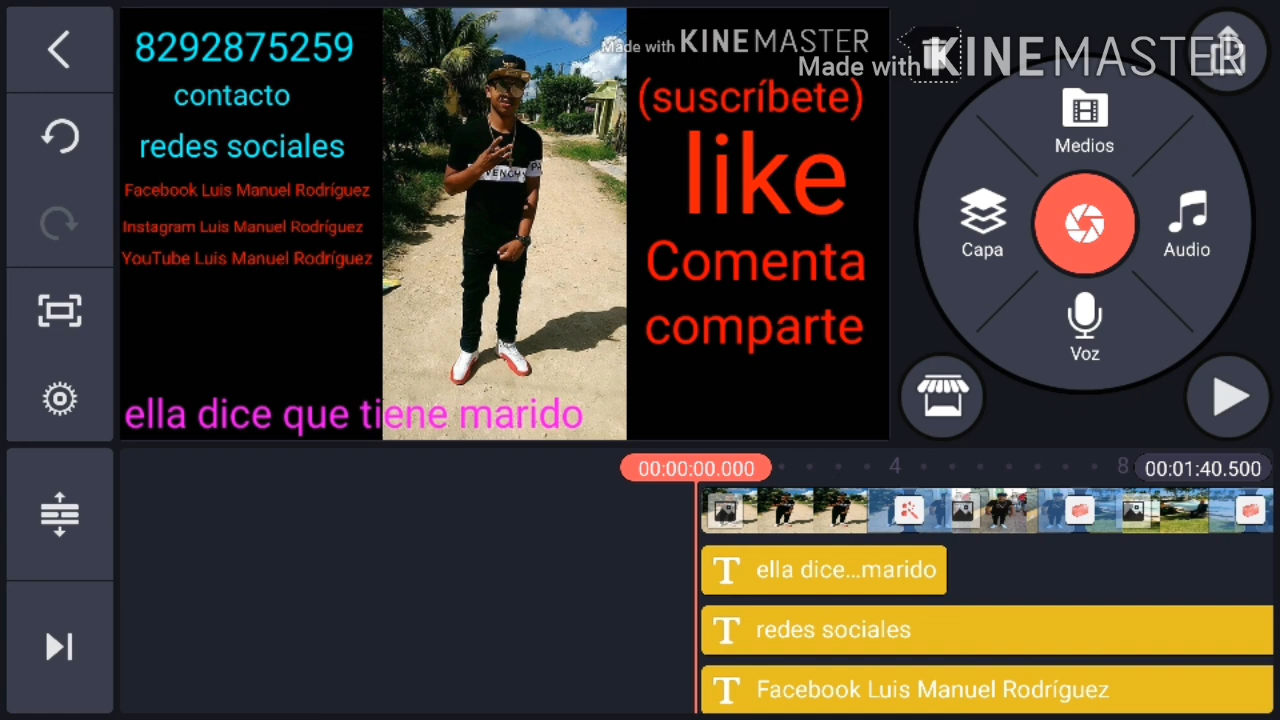 8292875259
contacto
redes sociales
Facebook Luis Manuel Rodríguez
Instagram Luis Manuel Rodríguez
YouTube Luis Manuel Rodríguez
ella dice que tiene marido
Made with KINEMASTER
Made with KINEMASTER
(suscríbete)
like
Comenta
comparte
Medios
Capa
Audio
Voz
00:00:00.000
4
8
00:01:40.500
T ella dice...marido
T redes sociales
T Facebook Luis Manuel Rodríguez